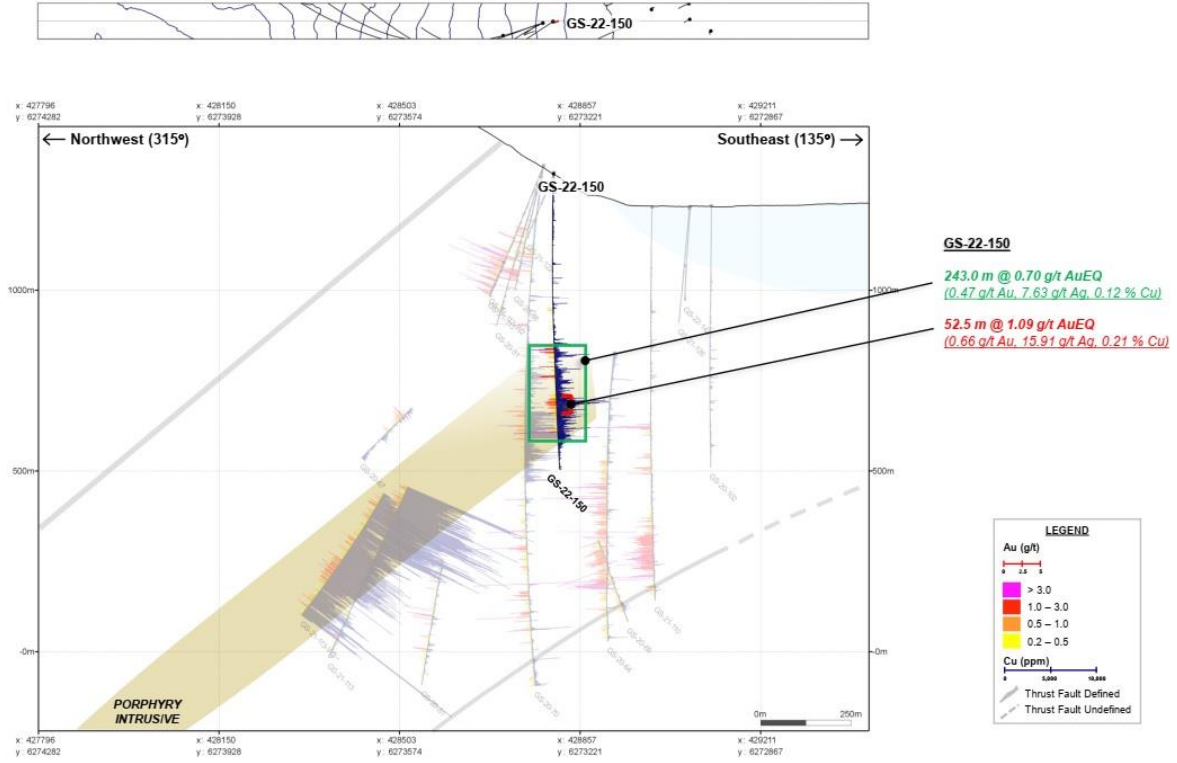 GS-22-150
x: 427796
y: 6274282
x: 428150
y: 6273928
x: 428503
y: 6273574
x: 428857
y: 6273221
x: 429211
y: 6272867
← Northwest (315º)
Southeast (135º) →
GS-22-150
GS-22-150
243.0 m @ 0.70 g/t AuEQ
(0.47 g/t Au, 7.63 g/t Ag, 0.12 % Cu)
52.5 m @ 1.09 g/t AuEQ
(0.66 g/t Au, 15.91 g/t Ag, 0.21 % Cu)
1000m
1000m
500m
500m
GS-22-150
-0m
-0m
PORPHYRY
INTRUSIVE
0m
250m
LEGEND
Au (g/t)
0 2.5 5
> 3.0
1.0 – 3.0
0.5 – 1.0
0.2 – 0.5
Cu (ppm)
0 5,000 10,000
Thrust Fault Defined
Thrust Fault Undefined
x: 427796
y: 6274282
x: 428150
y: 6273928
x: 428503
y: 6273574
x: 428857
y: 6273221
x: 429211
y: 6272867